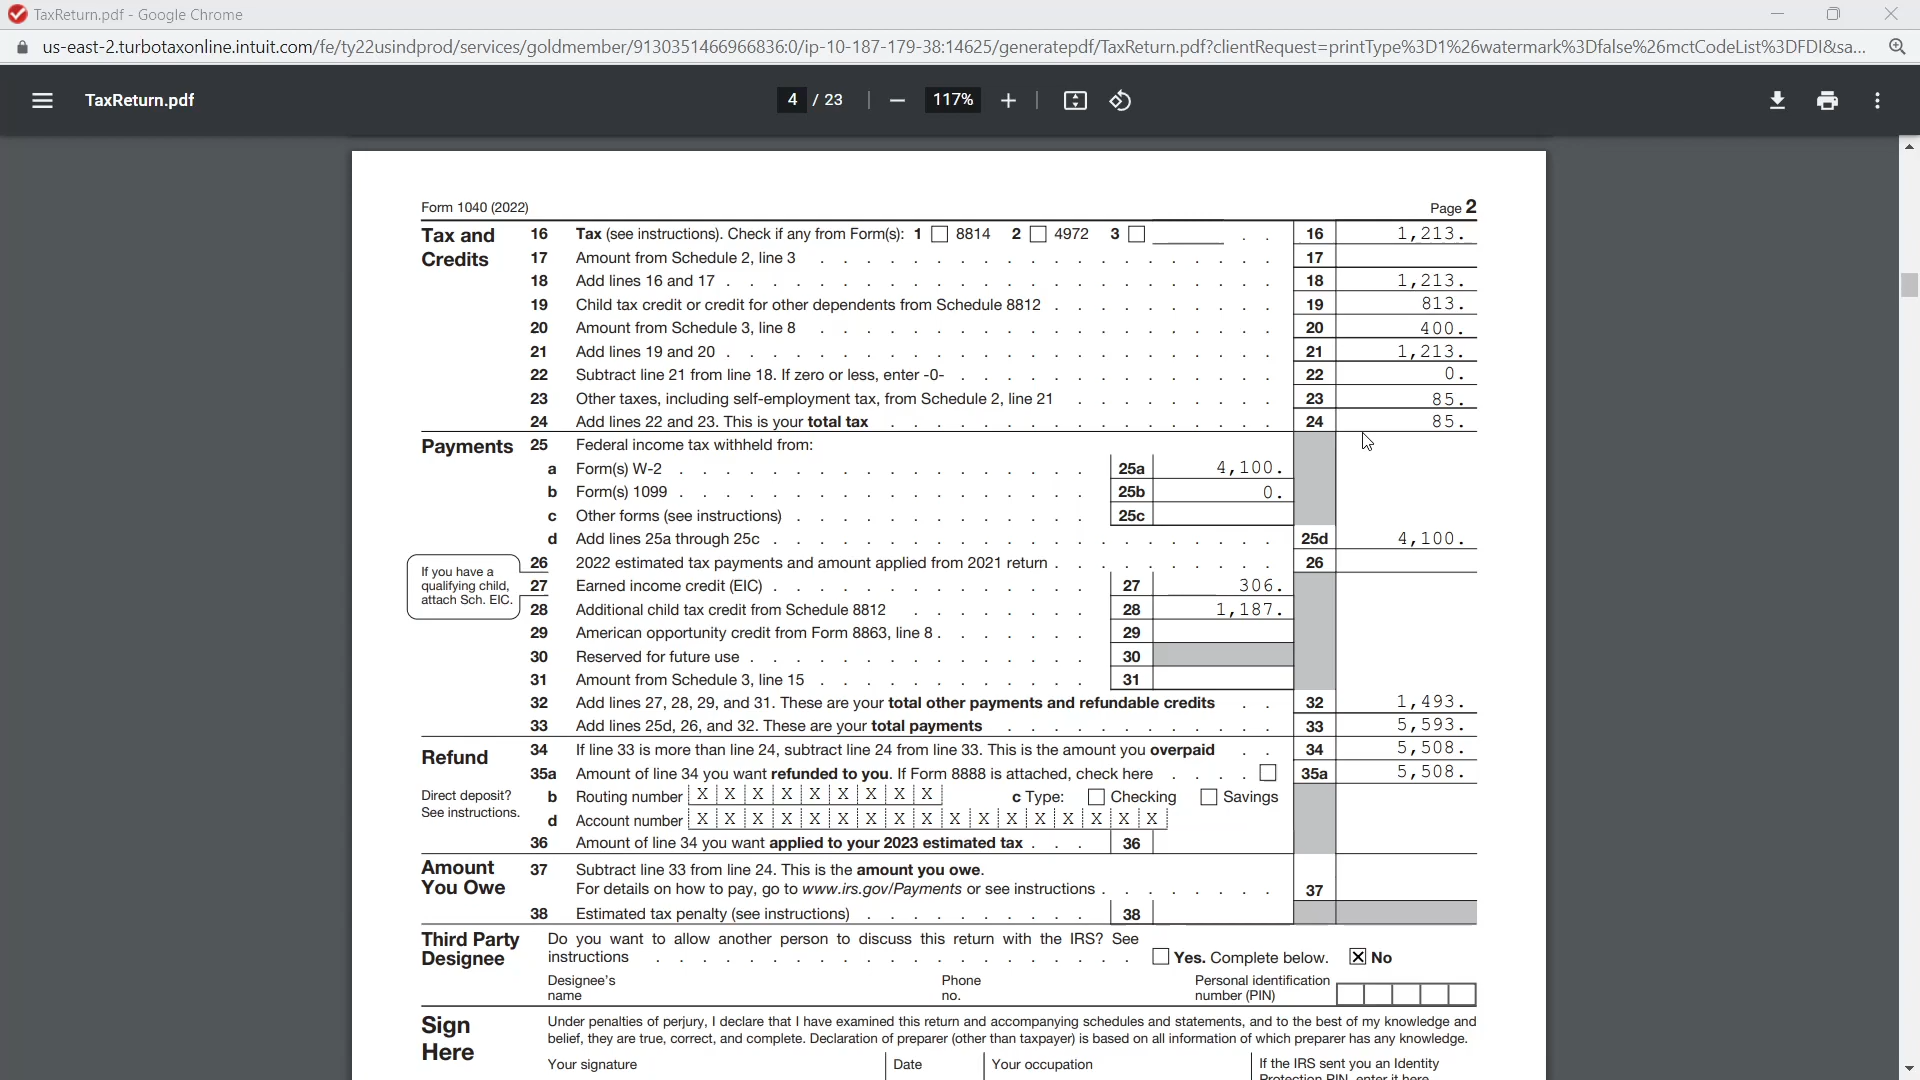 TaxReturn.pdf - Google Chrome
us-east-2.turbotaxonline.intuit.com/fe/ty22usindprod/services/goldmember/9130351466966836:0/ip-10-187-179-38:14625/generatepdf/TaxReturn.pdf?clientRequest=printType%3D1%26watermark%3Dfalse%26mctCodeList%3DFDI&sa...
TaxReturn.pdf 4 / 23 117%
Form 1040 (2022) Page 2
Tax and Credits 16 Tax (see instructions). Check if any from Form(s): 1 8814 2 4972 3 . . 16 1,213.
17 Amount from Schedule 2, line 3 17
18 Add lines 16 and 17 18 1,213.
19 Child tax credit or credit for other dependents from Schedule 8812 19 813.
20 Amount from Schedule 3, line 8 20 400.
21 Add lines 19 and 20 21 1,213.
22 Subtract line 21 from line 18. If zero or less, enter -0- 22 0.
23 Other taxes, including self-employment tax, from Schedule 2, line 21 23 85.
24 Add lines 22 and 23. This is your total tax 24 85.
Payments 25 Federal income tax withheld from:
a Form(s) W-2 25a 4,100.
b Form(s) 1099 25b 0.
c Other forms (see instructions) 25c
d Add lines 25a through 25c 25d 4,100.
If you have a qualifying child, attach Sch. EIC.
26 2022 estimated tax payments and amount applied from 2021 return 26
27 Earned income credit (EIC) 27 306.
28 Additional child tax credit from Schedule 8812 28 1,187.
29 American opportunity credit from Form 8863, line 8 29
30 Reserved for future use 30
31 Amount from Schedule 3, line 15 31
32 Add lines 27, 28, 29, and 31. These are your total other payments and refundable credits 32 1,493.
33 Add lines 25d, 26, and 32. These are your total payments 33 5,593.
Refund 34 If line 33 is more than line 24, subtract line 24 from line 33. This is the amount you overpaid 34 5,508.
35a Amount of line 34 you want refunded to you. If Form 8888 is attached, check here 35a 5,508.
Direct deposit? See instructions.
b Routing number X X X X X X X X X c Type: Checking Savings
d Account number X X X X X X X X X X X X X X X X X
36 Amount of line 34 you want applied to your 2023 estimated tax 36
Amount You Owe 37 Subtract line 33 from line 24. This is the amount you owe.
For details on how to pay, go to www.irs.gov/Payments or see instructions 37
38 Estimated tax penalty (see instructions) 38
Third Party Designee Do you want to allow another person to discuss this return with the IRS? See
instructions Yes. Complete below. X No
Designee's name Phone no. Personal identification number (PIN)
Sign Here Under penalties of perjury, I declare that I have examined this return and accompanying schedules and statements, and to the best of my knowledge and
belief, they are true, correct, and complete. Declaration of preparer (other than taxpayer) is based on all information of which preparer has any knowledge.
Your signature Date Your occupation If the IRS sent you an Identity
Protection PIN, enter it here